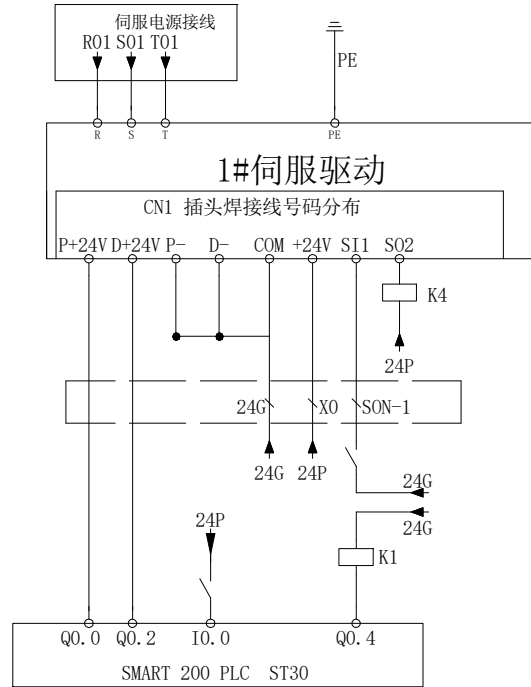 伺服电源接线
R01 S01 T01
PE
R S T PE
1#伺服驱动
CN1 插头焊接线号码分布
P+24V D+24V P- D- COM +24V SI1 SO2
K4
24P
24G X0 SON-1
24G 24P
24G
24G
24P
K1
Q0.0 Q0.2 I0.0 Q0.4
SMART 200 PLC ST30